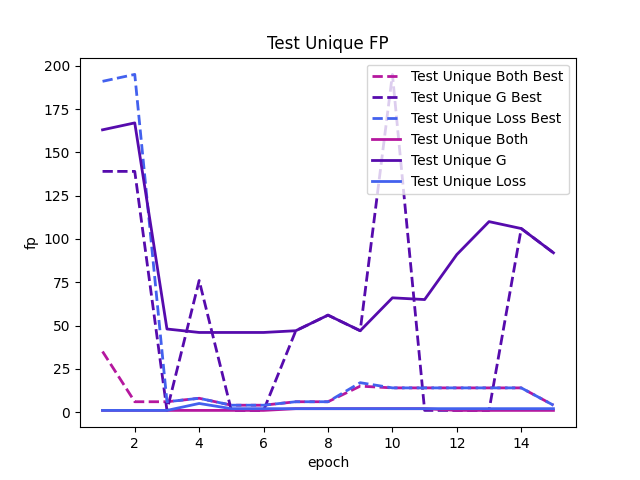 Test Unique FP
200
175
150
125
100
75
50
25
0
fp
Test Unique Both Best
Test Unique G Best
Test Unique Loss Best
Test Unique Both
Test Unique G
Test Unique Loss
2 4 6 8 10 12 14
epoch